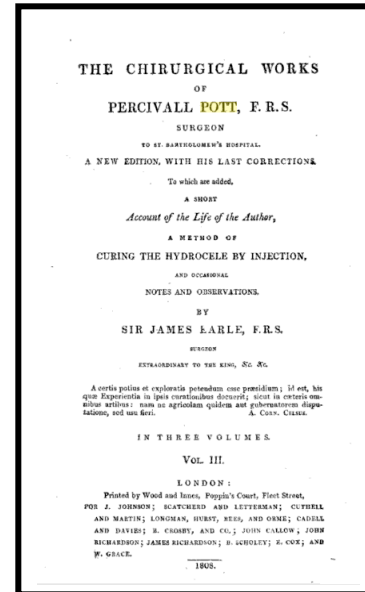 THE CHIRURGICAL WORKS
OF
PERCIVALL POTT, F. R. S.
SURGEON
TO ST. BARTHOLOMEW'S HOSPITAL.
A NEW EDITION, WITH HIS LAST CORRECTIONS.
To which are added,
A SHORT
Account of the Life of the Author,
A METHOD OF
CURING THE HYDROCELE BY INJECTION,
AND OCCASIONAL
NOTES AND OBSERVATIONS.
BY
SIR JAMES EARLE, F.R.S.
SURGEON
EXTRAORDINARY TO THE KING, &c. &c.
A certis potius et exploratis petendum esse præsidium; id est, his
quæ Experientia in ipsis curationibus docuerit; sicut in cæteris om-
nibus artibus: nam ne agricolam quidem aut gubernatorem dispu-
tatione, sed usu fieri. A. CORN. CELSUS.
IN THREE VOLUMES.
VOL. III.
LONDON:
Printed by Wood and Innes, Poppin's Court, Fleet Street,
FOR J. JOHNSON; SCATCHERD AND LETTERMAN; CUTHELL
AND MARTIN; LONGMAN, HURST, REES, AND ORME; CADELL
AND DAVIES; R. CROSBY, AND CO.; JOHN CALLOW; JOHN
RICHARDSON; JAMES RICHARDSON; R. SCHOLEY; E. COX; AND
W. GRACE.
1808.